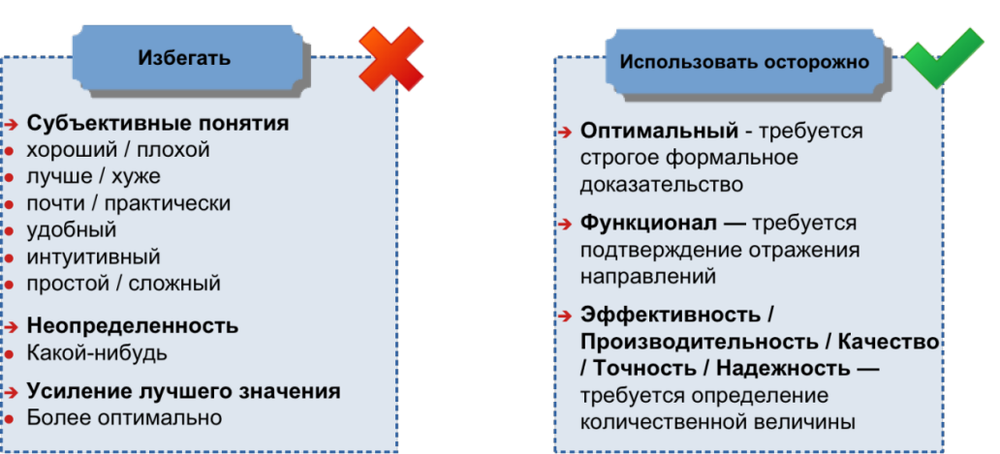 Избегать
Субъективные понятия
хороший / плохой
лучше / хуже
почти / практически
удобный
интуитивный
простой / сложный
Неопределенность
Какой-нибудь
Усиление лучшего значения
Более оптимально
Использовать осторожно
Оптимальный - требуется
строгое формальное
доказательство
Функционал — требуется
подтверждение отражения
направлений
Эффективность /
Производительность / Качество
/ Точность / Надежность —
требуется определение
количественной величины